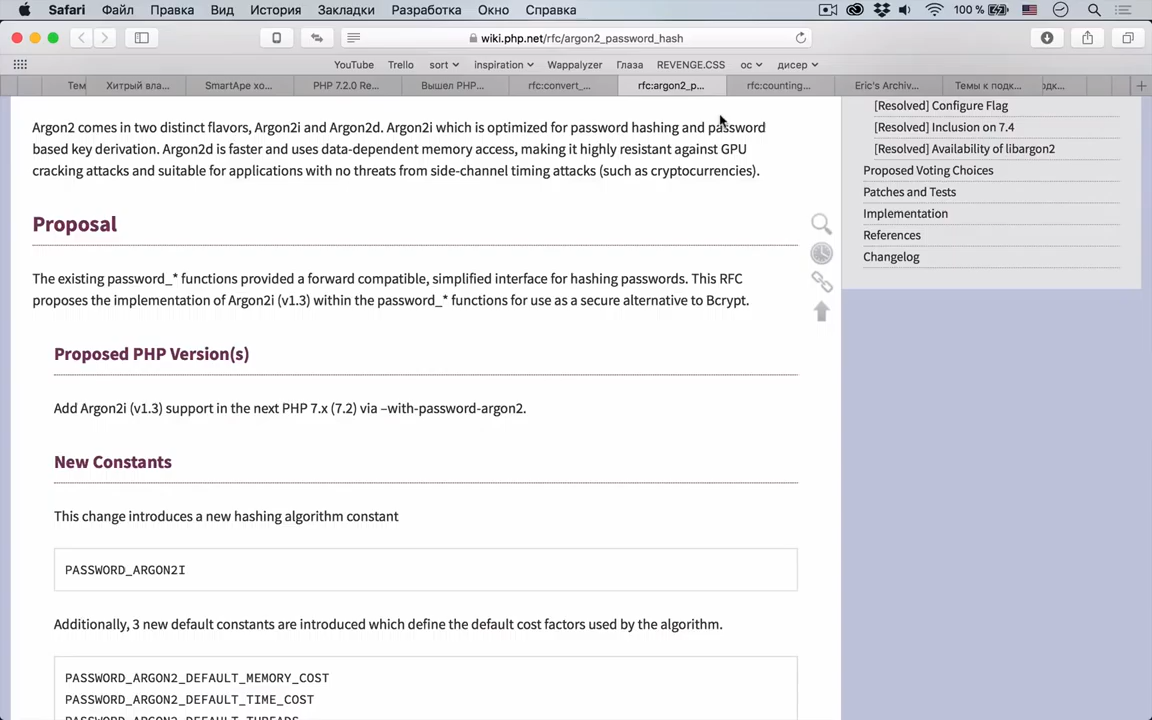 Safari Файл Правка Вид История Закладки Разработка Окно Справка 100 %
wiki.php.net/rfc/argon2_password_hash
YouTube Trello sort inspiration Wappalyzer Глаза REVENGE.CSS ос дисер
Тем Хитрый вла... SmartApe хо... PHP 7.2.0 Re... Вышел PHP... rfc:convert_... rfc:argon2_p... rfc:counting... Eric's Archiv... Темы к подк... эдк...
Argon2 comes in two distinct flavors, Argon2i and Argon2d. Argon2i which is optimized for password hashing and password
based key derivation. Argon2d is faster and uses data-dependent memory access, making it highly resistant against GPU
cracking attacks and suitable for applications with no threats from side-channel timing attacks (such as cryptocurrencies).
Proposal
The existing password_* functions provided a forward compatible, simplified interface for hashing passwords. This RFC
proposes the implementation of Argon2i (v1.3) within the password_* functions for use as a secure alternative to Bcrypt.
Proposed PHP Version(s)
Add Argon2i (v1.3) support in the next PHP 7.x (7.2) via –with-password-argon2.
New Constants
This change introduces a new hashing algorithm constant
PASSWORD_ARGON2I
Additionally, 3 new default constants are introduced which define the default cost factors used by the algorithm.
PASSWORD_ARGON2_DEFAULT_MEMORY_COST
PASSWORD_ARGON2_DEFAULT_TIME_COST
PASSWORD_ARGON2_DEFAULT_THREADS
[Resolved] Configure Flag
[Resolved] Inclusion on 7.4
[Resolved] Availability of libargon2
Proposed Voting Choices
Patches and Tests
Implementation
References
Changelog